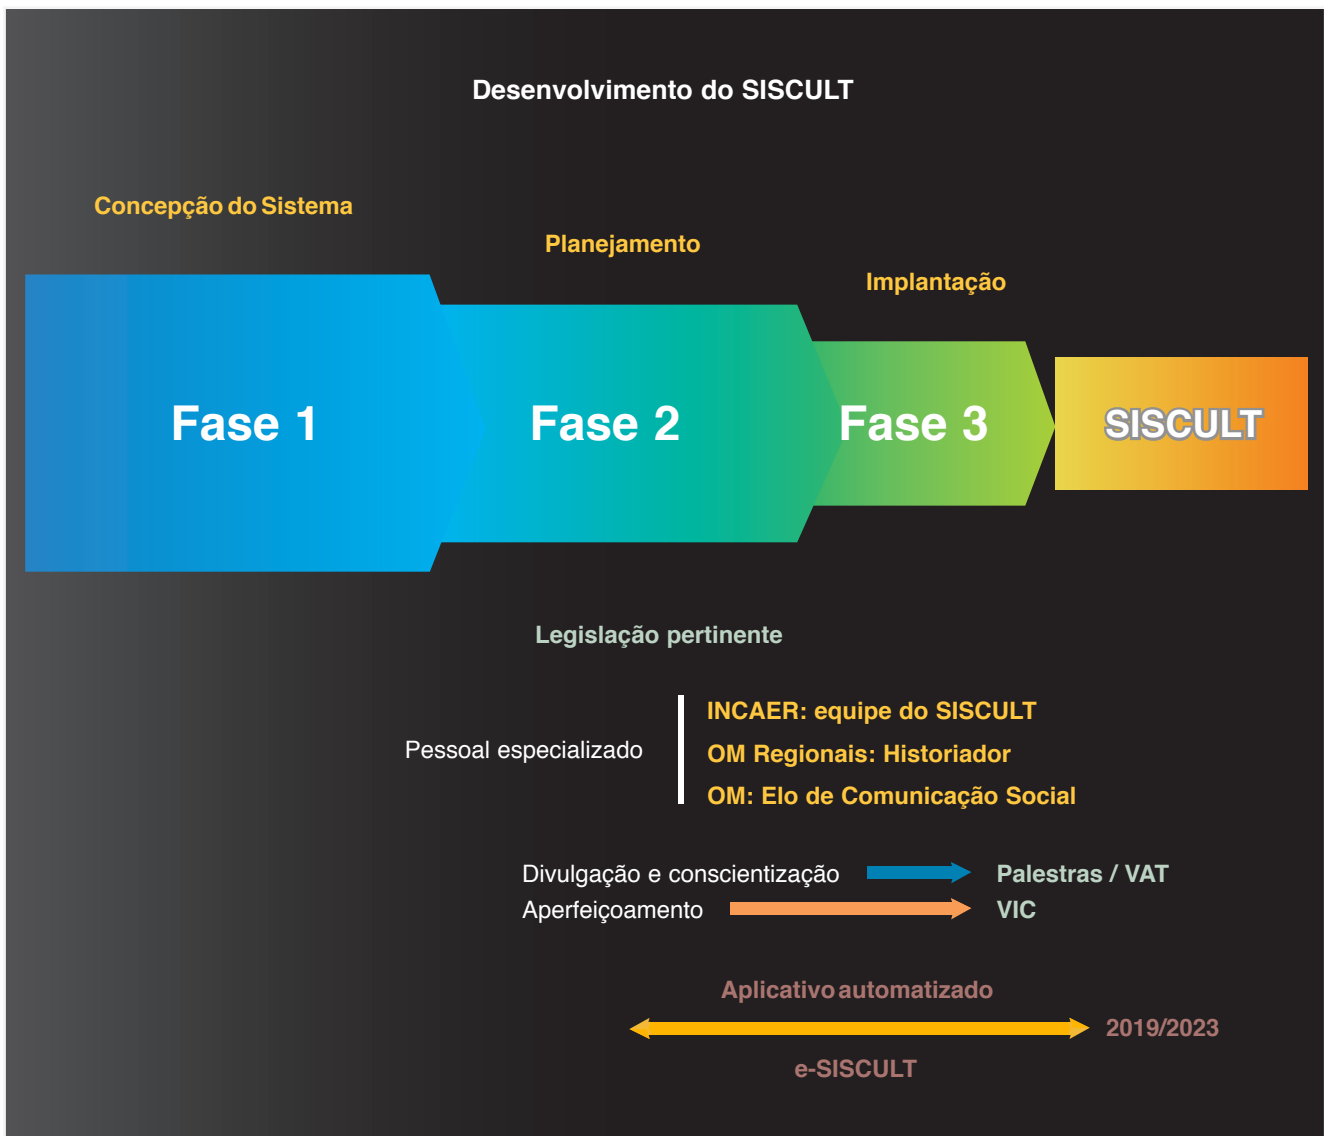 Desenvolvimento do SISCULT
Concepção do Sistema
Planejamento
Implantação
Fase 1
Fase 2
Fase 3
SISCULT
Legislação pertinente
Pessoal especializado
INCAER: equipe do SISCULT
OM Regionais: Historiador
OM: Elo de Comunicação Social
Divulgação e conscientização
Palestras / VAT
Aperfeiçoamento
VIC
Aplicativo automatizado
2019/2023
e-SISCULT